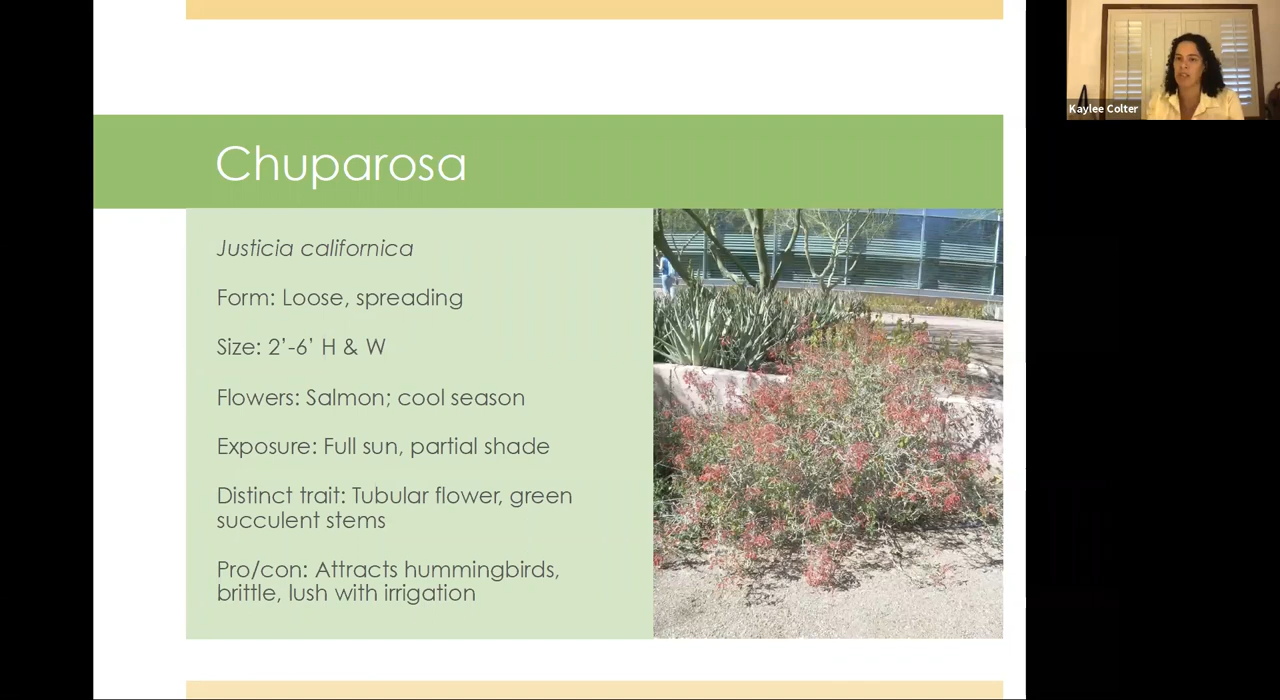 Kaylee Colter
Chuparosa
Justicia californica
Form: Loose, spreading
Size: 2’-6’ H & W
Flowers: Salmon; cool season
Exposure: Full sun, partial shade
Distinct trait: Tubular flower, green
succulent stems
Pro/con: Attracts hummingbirds,
brittle, lush with irrigation